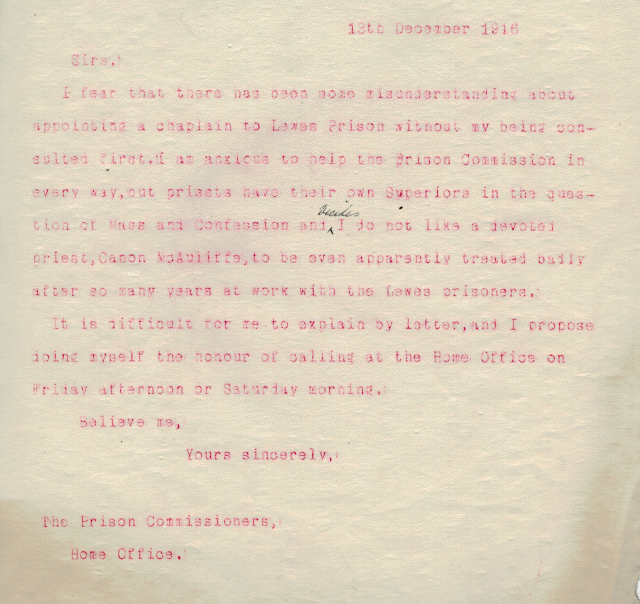 13th December 1916
Sirs,
I fear that there has been some misunderstanding about
appointing a chaplain to Lewes Prison without my being con-
sulted first. I am anxious to help the Prison Commission in
every way, but priests have their own Superiors in the ques-
tion of Mass and Confession and, besides I do not like a devoted
priest, Canon McAuliffe, to be even apparently treated badly
after so many years at work with the Lewes prisoners.
It is difficult for me to explain by letter, and I propose
doing myself the honour of calling at the Home Office on
Friday afternoon or Saturday morning.
Believe me,
Yours sincerely,
The Prison Commissioners,
Home Office.